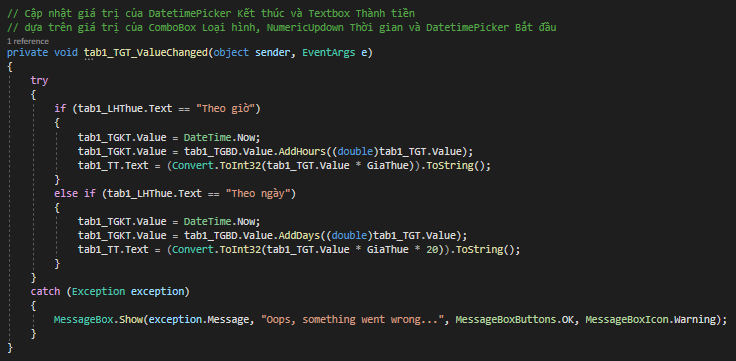 // Cập nhật giá trị của DatetimePicker Kết thúc và Textbox Thành tiền
// dựa trên giá trị của ComboBox Loại hình, NumericUpdown Thời gian và DatetimePicker Bắt đầu
1 reference
private void tab1_TGT_ValueChanged(object sender, EventArgs e)
{
    try
    {
        if (tab1_LHThue.Text == "Theo giờ")
        {
            tab1_TGKT.Value = DateTime.Now;
            tab1_TGKT.Value = tab1_TGBD.Value.AddHours((double)tab1_TGT.Value);
            tab1_TT.Text = (Convert.ToInt32(tab1_TGT.Value * GiaThue)).ToString();
        }
        else if (tab1_LHThue.Text == "Theo ngày")
        {
            tab1_TGKT.Value = DateTime.Now;
            tab1_TGKT.Value = tab1_TGBD.Value.AddDays((double)tab1_TGT.Value);
            tab1_TT.Text = (Convert.ToInt32(tab1_TGT.Value * GiaThue * 20)).ToString();
        }
    }
    catch (Exception exception)
    {
        MessageBox.Show(exception.Message, "Oops, something went wrong...", MessageBoxButtons.OK, MessageBoxIcon.Warning);
    }
}